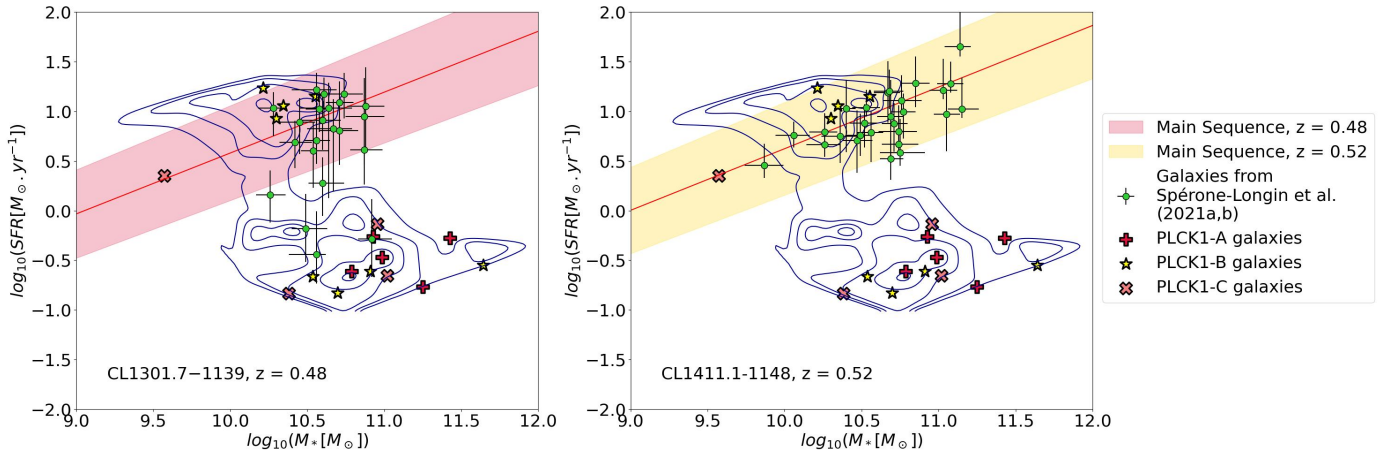 2.0
1.5
1.0
0.5
0.0
−0.5
−1.0
−1.5
−2.0
log₁₀(SFR[M⊙.yr⁻¹])
CL1301.7−1139, z = 0.48
9.0 9.5 10.0 10.5 11.0 11.5 12.0
log₁₀(M*[M⊙])
2.0
1.5
1.0
0.5
0.0
−0.5
−1.0
−1.5
−2.0
log₁₀(SFR[M⊙.yr⁻¹])
CL1411.1-1148, z = 0.52
9.0 9.5 10.0 10.5 11.0 11.5 12.0
log₁₀(M*[M⊙])
Main Sequence, z = 0.48
Main Sequence, z = 0.52
Galaxies from
Spérone-Longin et al.
(2021a,b)
PLCK1-A galaxies
PLCK1-B galaxies
PLCK1-C galaxies